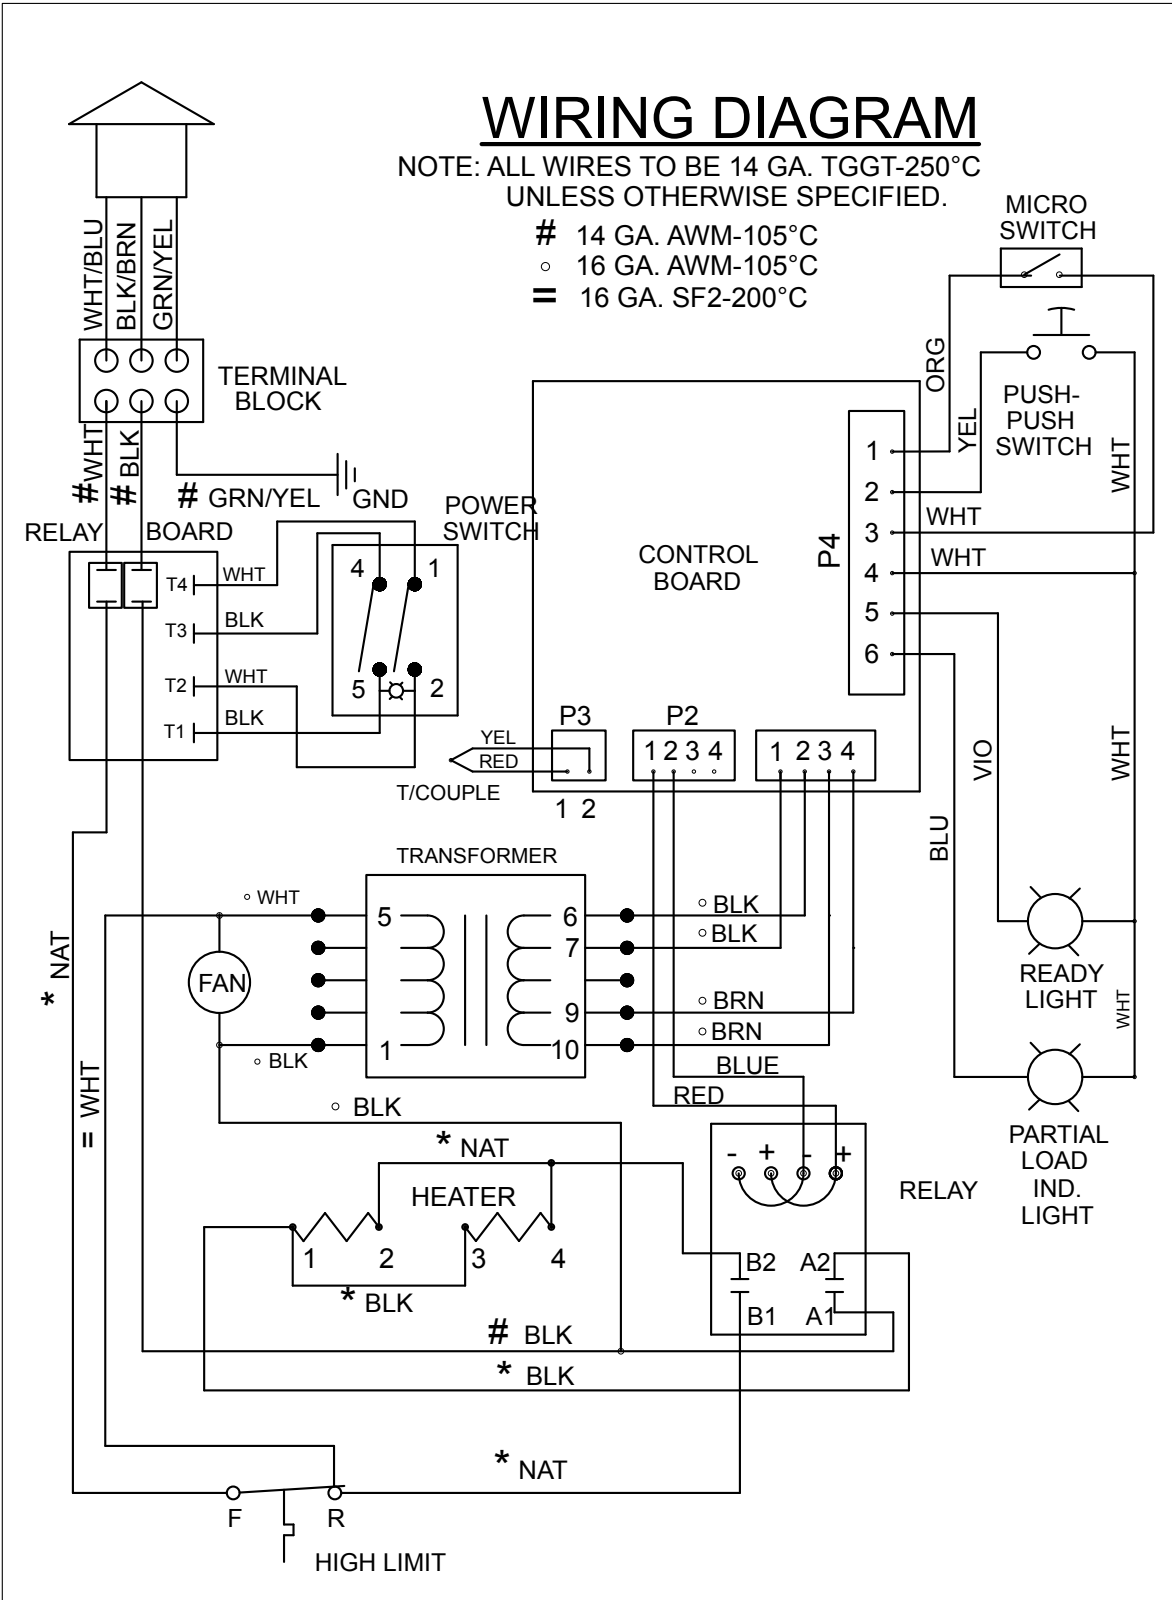 WIRING DIAGRAM
NOTE: ALL WIRES TO BE 14 GA. TGGT-250°C
UNLESS OTHERWISE SPECIFIED.
# 14 GA. AWM-105°C
○ 16 GA. AWM-105°C
= 16 GA. SF2-200°C
MICRO
SWITCH
WHT/BLU
BLK/BRN
GRN/YEL
TERMINAL
BLOCK
ORG
YEL
PUSH-
PUSH
SWITCH
WHT
#WHT
# BLK
# GRN/YEL
GND
POWER
SWITCH
RELAY BOARD
T4 WHT
T3 BLK
T2 WHT
T1 BLK
4 1
5 2
CONTROL
BOARD
P4
1
2
3
4
5
6
WHT
WHT
P3
YEL
RED
T/COUPLE
1 2
P2
1 2 3 4
1 2 3 4
VIO
WHT
BLU
TRANSFORMER
○ WHT
5
6
7
9
10
1
○ BLK
○ BLK
○ BRN
○ BRN
* NAT
FAN
○ BLK
READY
LIGHT
WHT
= WHT
○ BLK
BLUE
RED
PARTIAL
LOAD
IND.
LIGHT
* NAT
HEATER
1 2 3 4
* BLK
- + - +
RELAY
B2 A2
B1 A1
# BLK
* BLK
* NAT
F R
HIGH LIMIT